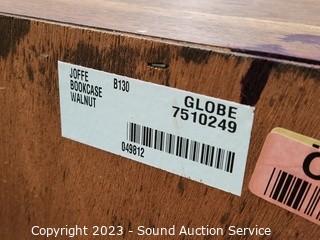 JOFFE B130
BOOKCASE
WALNUT
GLOBE
7510249
049812
Copyright 2023 - Sound Auction Service